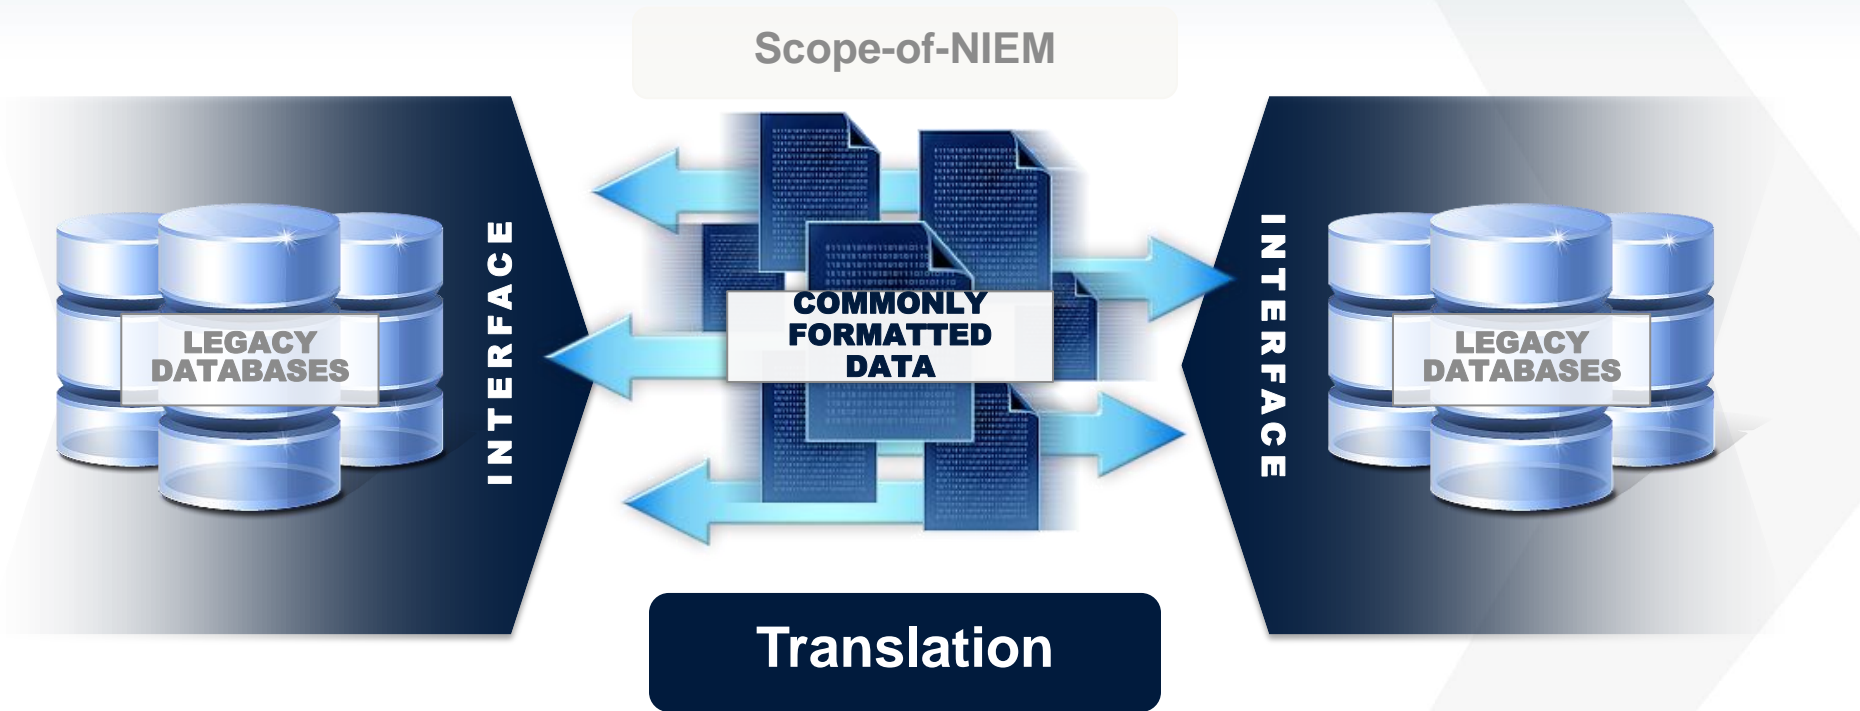 Scope-of-NIEM
INTERFACE
LEGACY
DATABASES
COMMONLY
FORMATTED
DATA
INTERFACE
LEGACY
DATABASES
Translation